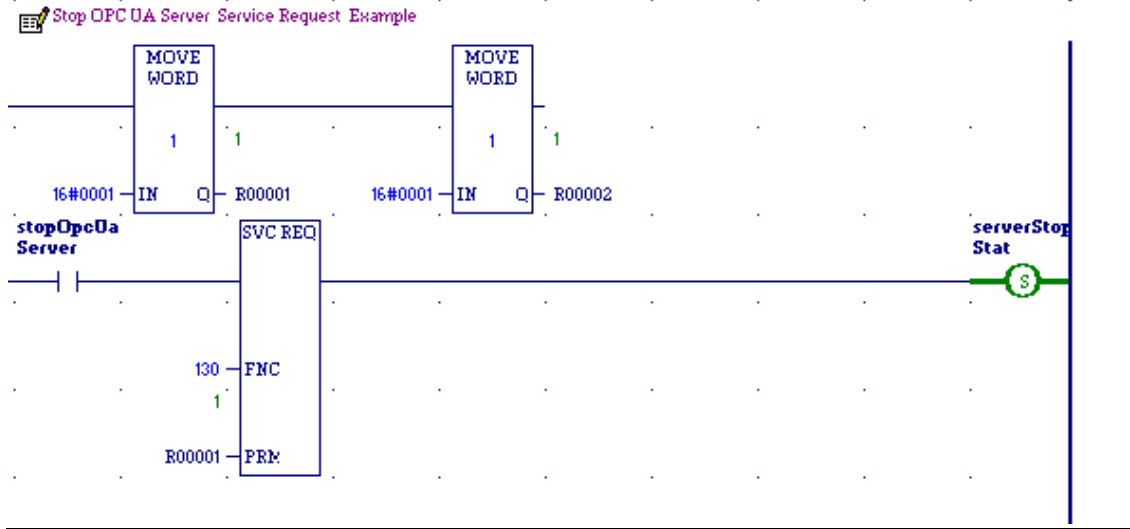 Stop OPC UA Server Service Request Example
MOVE
WORD
MOVE
WORD
1
1
1
1
16#0001
IN
Q
R00001
16#0001
IN
Q
R00002
stopOpcUa
Server
SVC REQ
serverStop
Stat
S
130
FNC
1
R00001
PRM